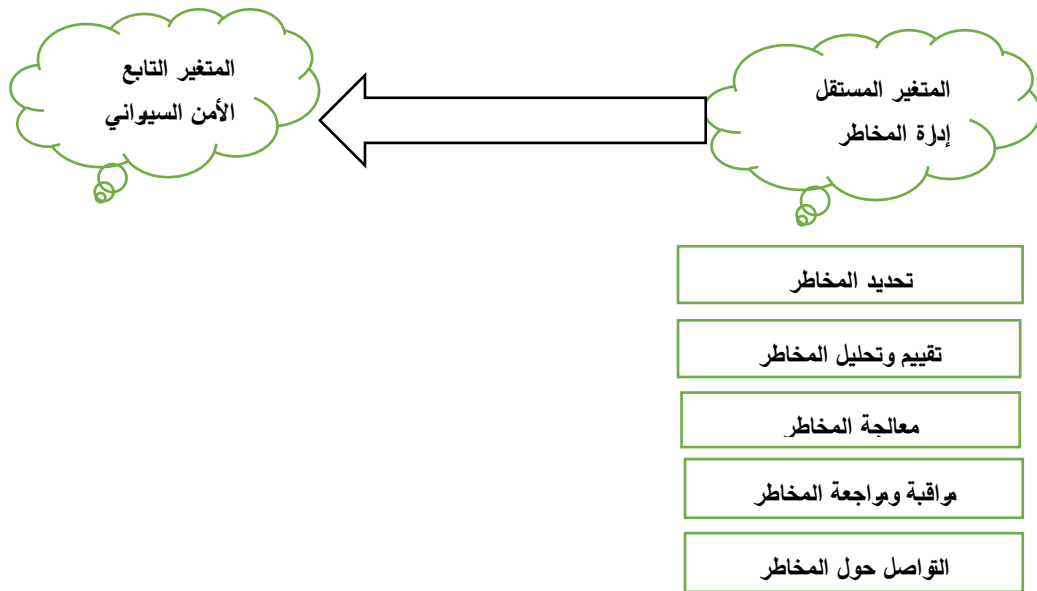 المتغير المستقل
إدارة المخاطر
المتغير التابع
الأمن السيواني
تحديد المخاطر
تقييم وتحليل المخاطر
معالجة المخاطر
مراقبة ومراجعة المخاطر
التواصل حول المخاطر